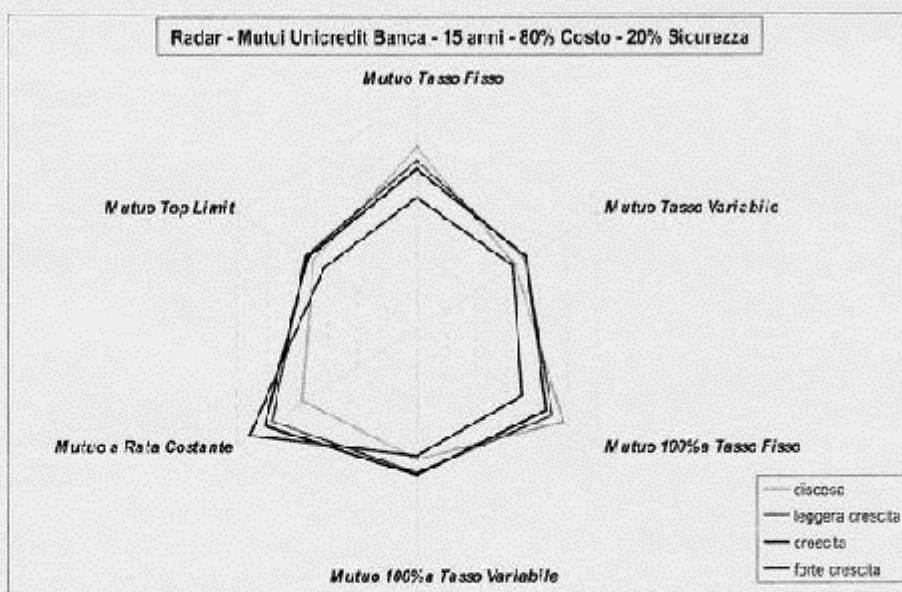 Radar - Mutui Unicredit Banca - 15 anni - 80% Costo - 20% Sicurezza
Mutuo Tasso Fisso
Mutuo Top Limit
Mutuo Tasso Variabile
Mutuo a Rata Costante
Mutuo 100%a Tasso Fisso
Mutuo 100%a Tasso Variabile
discesa
leggera crescita
crescita
forte crescita